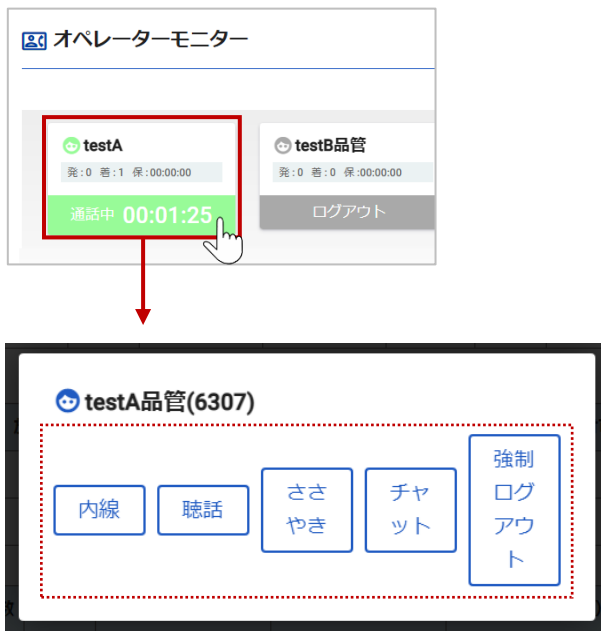 オペレーターモニター
testA
発:0 着:1 保:00:00:00
通話中 00:01:25
testB品管
発:0 着:0 保:00:00:00
ログアウト
testA品管(6307)
内線
聴話
ささ
やき
チャ
ット
強制
ログ
アウ
ト